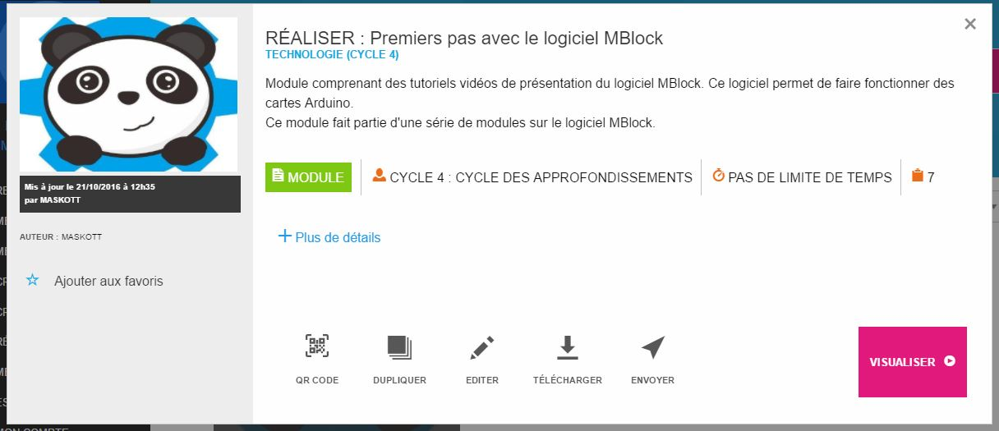 RÉALISER : Premiers pas avec le logiciel MBlock
TECHNOLOGIE (CYCLE 4)
Module comprenant des tutoriels vidéos de présentation du logiciel MBlock. Ce logiciel permet de faire fonctionner des
cartes Arduino.
Ce module fait partie d'une série de modules sur le logiciel MBlock.
MODULE
CYCLE 4 : CYCLE DES APPROFONDISSEMENTS
PAS DE LIMITE DE TEMPS
7
Mis à jour le 21/10/2016 à 12h35
par MASKOTT
AUTEUR : MASKOTT
Plus de détails
Ajouter aux favoris
QR CODE
DUPLIQUER
EDITER
TÉLÉCHARGER
ENVOYER
VISUALISER